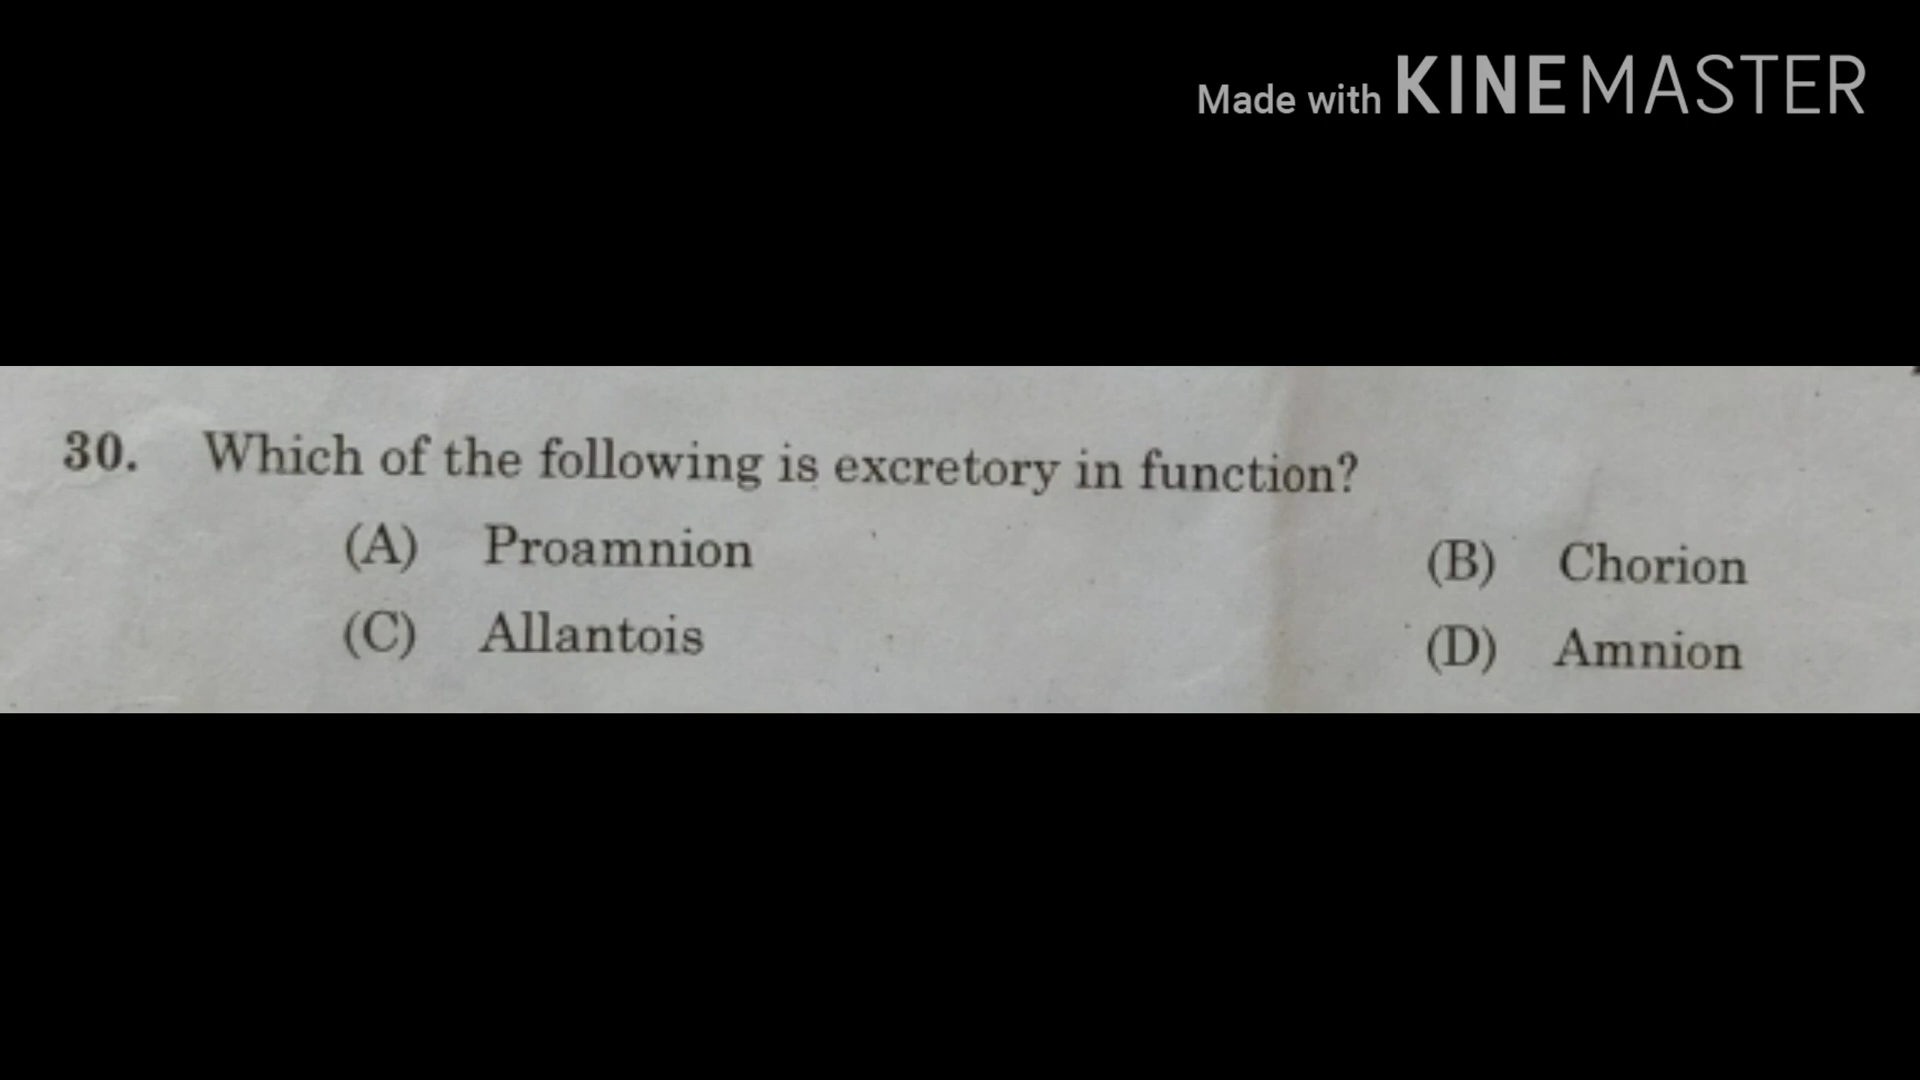 Made with KINEMASTER
30. Which of the following is excretory in function?
(A) Proamnion (B) Chorion
(C) Allantois (D) Amnion